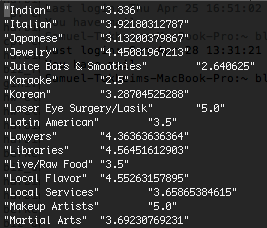 "Indian" "3.336"
"Italian" "3.92180312787"
"Japanese" "3.13200379867"
"Jewelry" "4.45081967213"
"Juice Bars & Smoothies" "2.640625"
"Karaoke" "2.5"
"Korean" "3.28704525288"
"Laser Eye Surgery/Lasik" "5.0"
"Latin American" "3.5"
"Lawyers" "4.36363636364"
"Libraries" "4.56451612903"
"Live/Raw Food" "3.5"
"Local Flavor" "4.55263157895"
"Local Services" "3.65865384615"
"Makeup Artists" "5.0"
"Martial Arts" "3.69230769231"